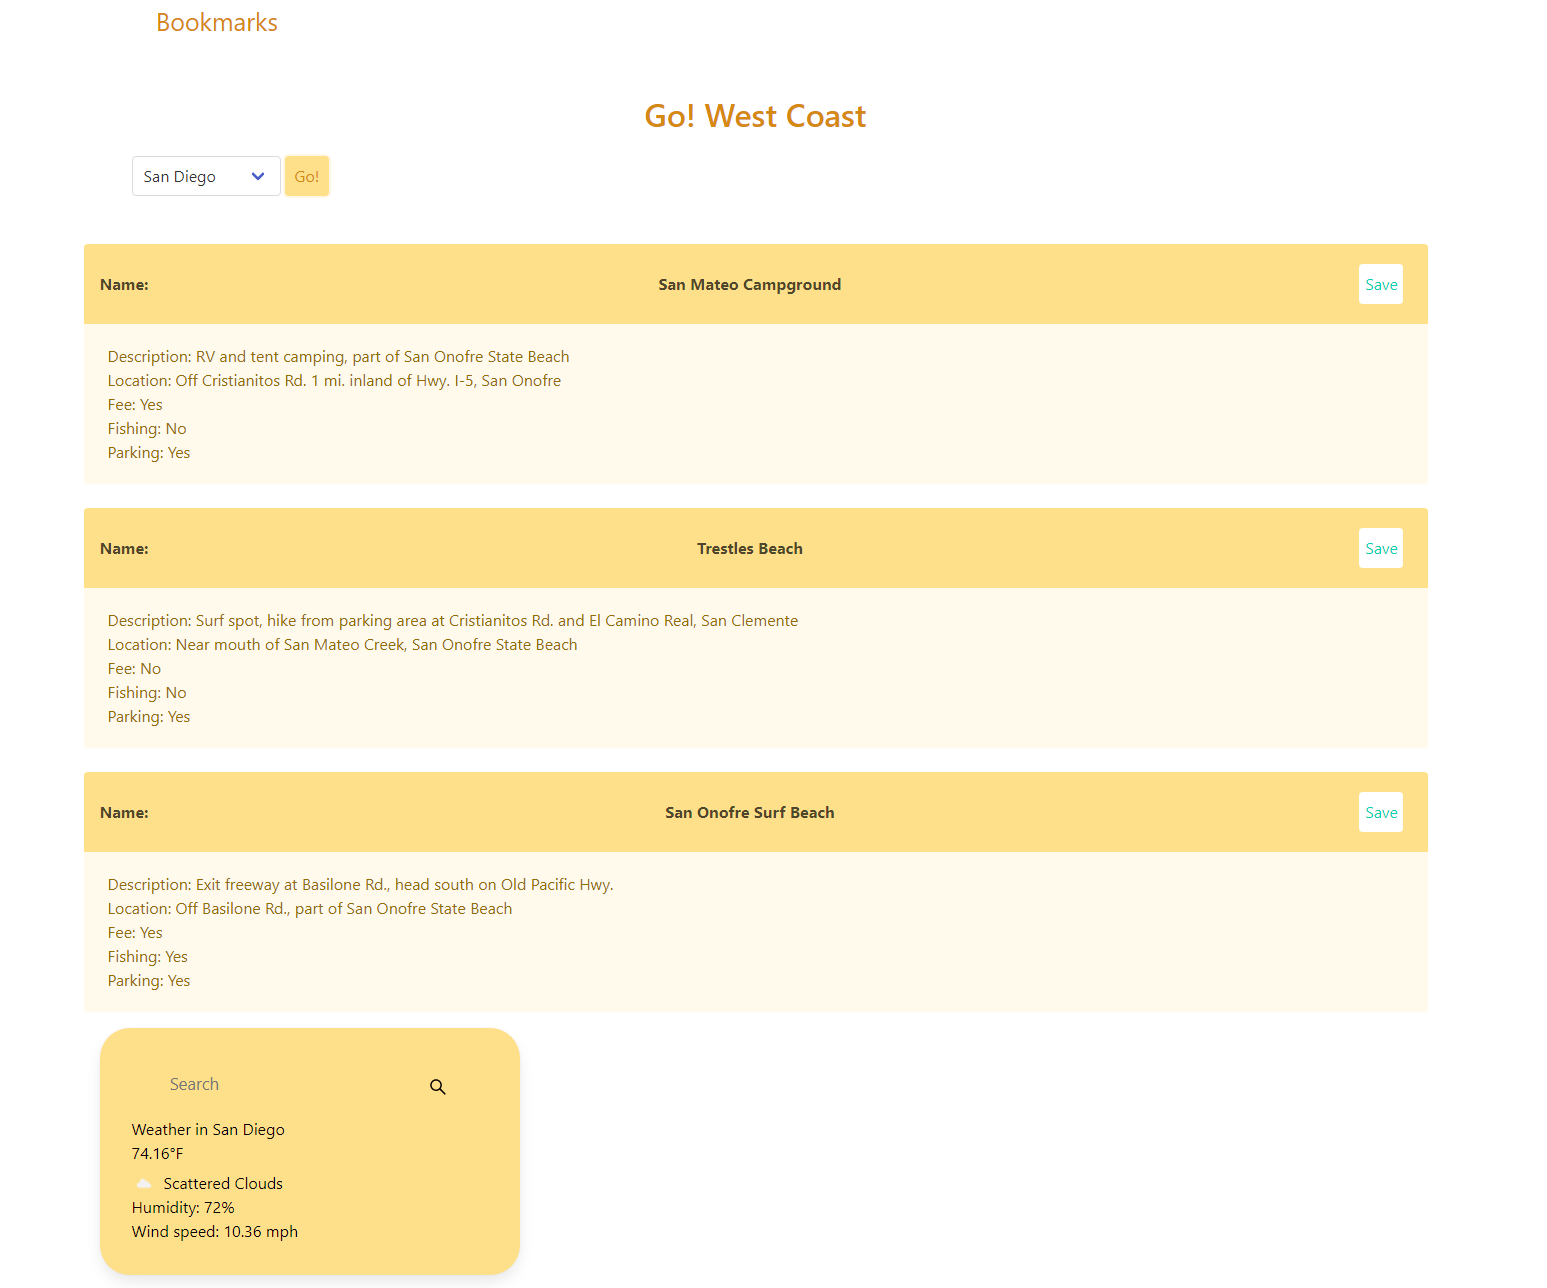 Bookmarks
Go! West Coast
San Diego Go!
Name: San Mateo Campground Save
Description: RV and tent camping, part of San Onofre State Beach
Location: Off Cristianitos Rd. 1 mi. inland of Hwy. I-5, San Onofre
Fee: Yes
Fishing: No
Parking: Yes
Name: Trestles Beach Save
Description: Surf spot, hike from parking area at Cristianitos Rd. and El Camino Real, San Clemente
Location: Near mouth of San Mateo Creek, San Onofre State Beach
Fee: No
Fishing: No
Parking: Yes
Name: San Onofre Surf Beach Save
Description: Exit freeway at Basilone Rd., head south on Old Pacific Hwy.
Location: Off Basilone Rd., part of San Onofre State Beach
Fee: Yes
Fishing: Yes
Parking: Yes
Search
Weather in San Diego
74.16°F
Scattered Clouds
Humidity: 72%
Wind speed: 10.36 mph